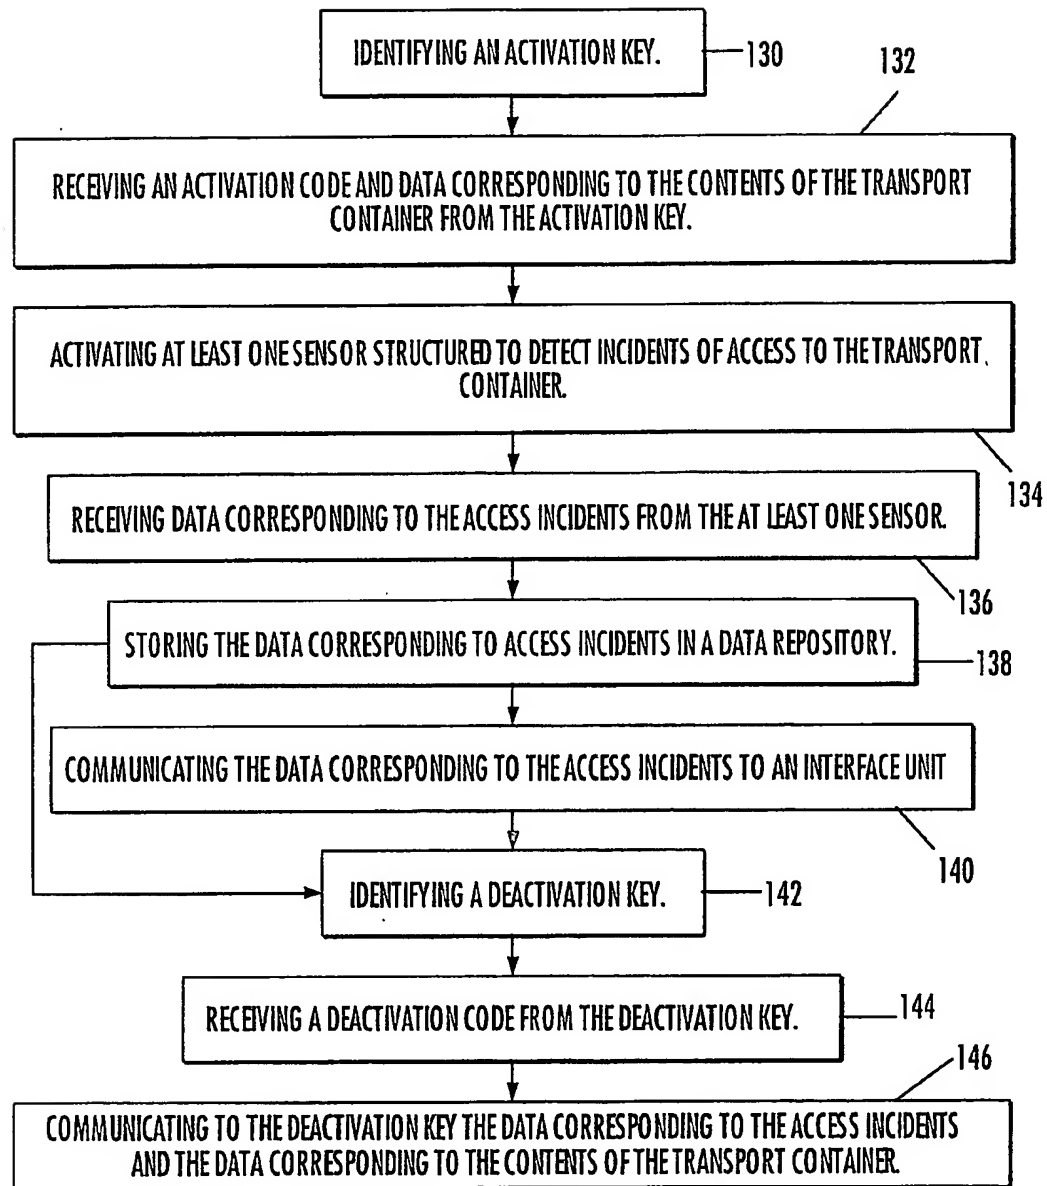 IDENTIFYING AN ACTIVATION KEY.
130
132
RECEIVING AN ACTIVATION CODE AND DATA CORRESPONDING TO THE CONTENTS OF THE TRANSPORT
CONTAINER FROM THE ACTIVATION KEY.
ACTIVATING AT LEAST ONE SENSOR STRUCTURED TO DETECT INCIDENTS OF ACCESS TO THE TRANSPORT
CONTAINER.
134
RECEIVING DATA CORRESPONDING TO THE ACCESS INCIDENTS FROM THE AT LEAST ONE SENSOR.
136
STORING THE DATA CORRESPONDING TO ACCESS INCIDENTS IN A DATA REPOSITORY.
138
COMMUNICATING THE DATA CORRESPONDING TO THE ACCESS INCIDENTS TO AN INTERFACE UNIT
140
IDENTIFYING A DEACTIVATION KEY.
142
RECEIVING A DEACTIVATION CODE FROM THE DEACTIVATION KEY.
144
146
COMMUNICATING TO THE DEACTIVATION KEY THE DATA CORRESPONDING TO THE ACCESS INCIDENTS
AND THE DATA CORRESPONDING TO THE CONTENTS OF THE TRANSPORT CONTAINER.